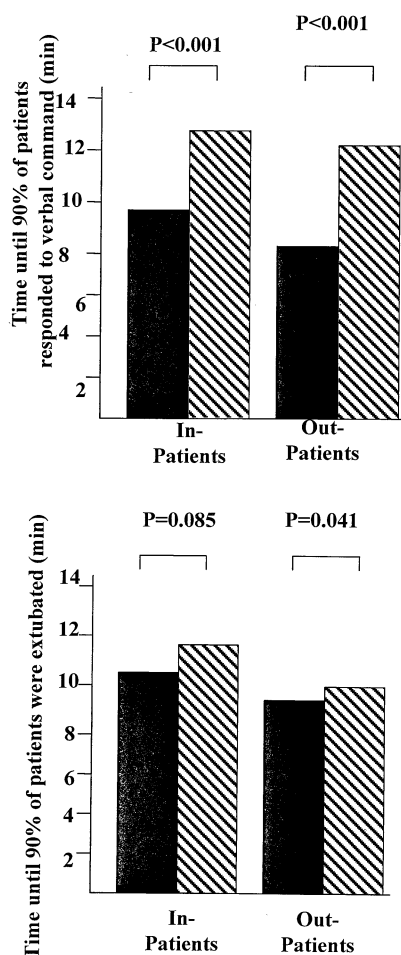 P<0.001
P<0.001
Time until 90% of patients
responded to verbal command (min)
14
12
10
8
6
4
2
In-
Patients
Out-
Patients
P=0.085
P=0.041
Time until 90% of patients were extubated (min)
14
12
10
8
6
4
2
In-
Patients
Out-
Patients